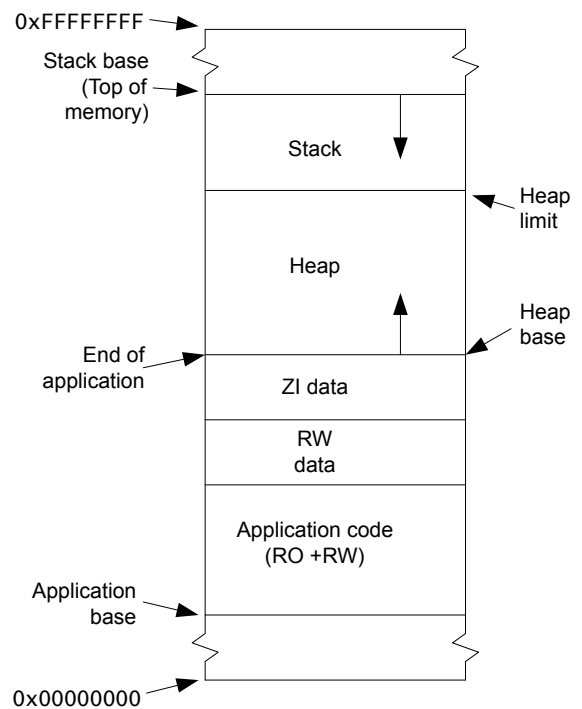 0xFFFFFFFF
Stack base
(Top of
memory)
Stack
Heap
limit
Heap
Heap
base
End of
application
ZI data
RW
data
Application code
(RO +RW)
Application
base
0x00000000